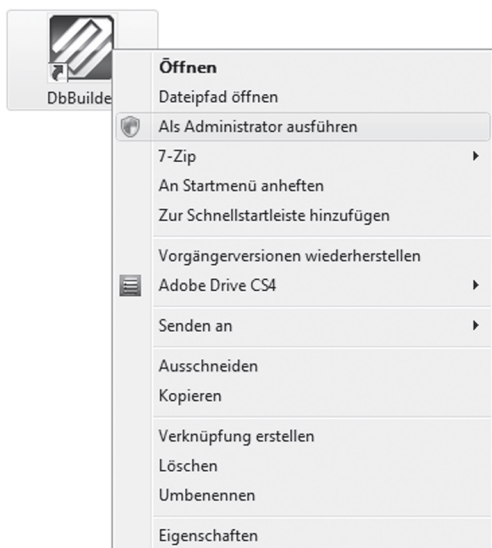 DbBuilde
Öffnen
Dateipfad öffnen
Als Administrator ausführen
7-Zip
An Startmenü anheften
Zur Schnellstartleiste hinzufügen
Vorgängerversionen wiederherstellen
Adobe Drive CS4
Senden an
Ausschneiden
Kopieren
Verknüpfung erstellen
Löschen
Umbenennen
Eigenschaften